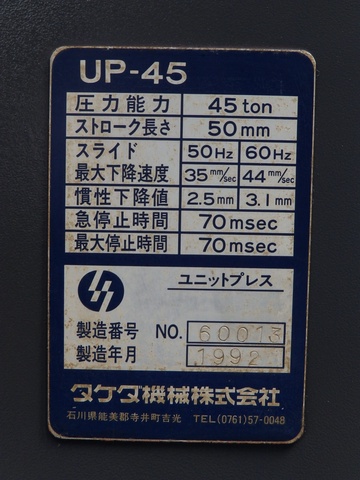 UP-45
圧力能力 45 ton
ストローク長さ 50 mm
スライド 50Hz 60Hz
最大下降速度 35 mm/sec 44 mm/sec
慣性下降値 2.5 mm 3.1 mm
急停止時間 70 msec
最大停止時間 70 msec
ユニットプレス
製造番号 NO. 60013
製造年月 1992
タケダ機械株式会社
石川県能美郡寺井町吉光 TEL(0761)57-0048